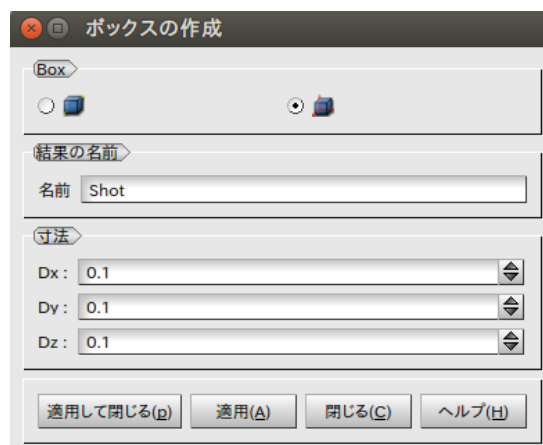 ボックスの作成
Box
結果の名前
名前 Shot
寸法
Dx : 0.1
Dy : 0.1
Dz : 0.1
適用して閉じる(p) 適用(A) 閉じる(C) ヘルプ(H)